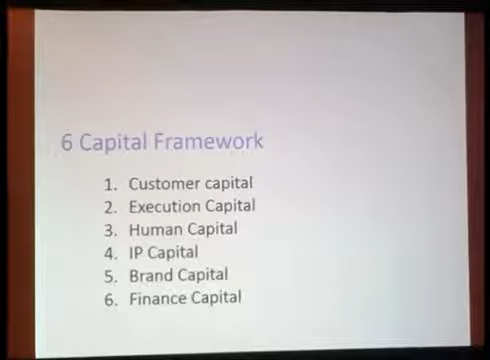 6 Capital Framework
1. Customer capital
2. Execution Capital
3. Human Capital
4. IP Capital
5. Brand Capital
6. Finance Capital